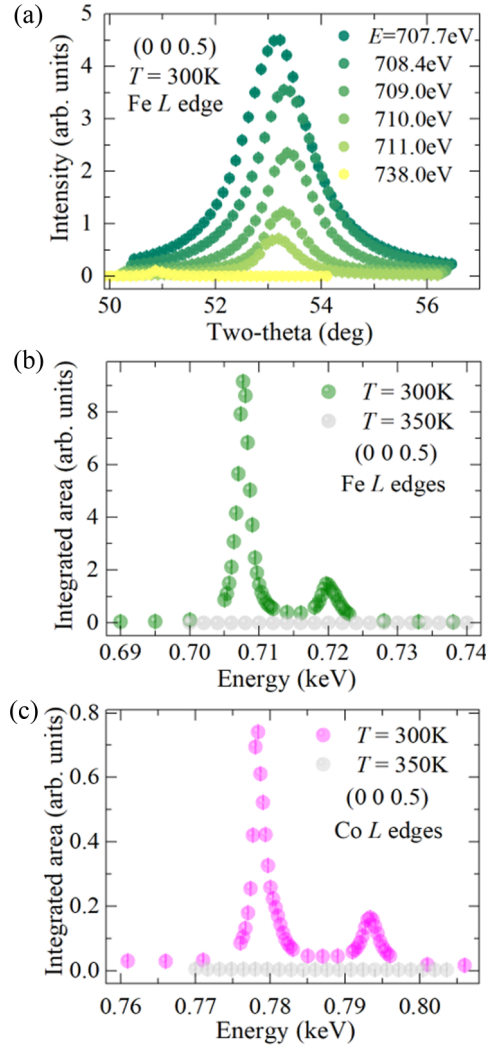 (a)
(0 0 0.5)
T = 300K
Fe L edge
E=707.7eV
708.4eV
709.0eV
710.0eV
711.0eV
738.0eV
Intensity (arb. units)
5
4
3
2
1
0
50 52 54 56
Two-theta (deg)
(b)
T = 300K
T = 350K
(0 0 0.5)
Fe L edges
Integrated area (arb. units)
8
6
4
2
0
0.69 0.70 0.71 0.72 0.73 0.74
Energy (keV)
(c)
T = 300K
T = 350K
(0 0 0.5)
Co L edges
Integrated area (arb. units)
0.8
0.6
0.4
0.2
0.0
0.76 0.77 0.78 0.79 0.80
Energy (keV)